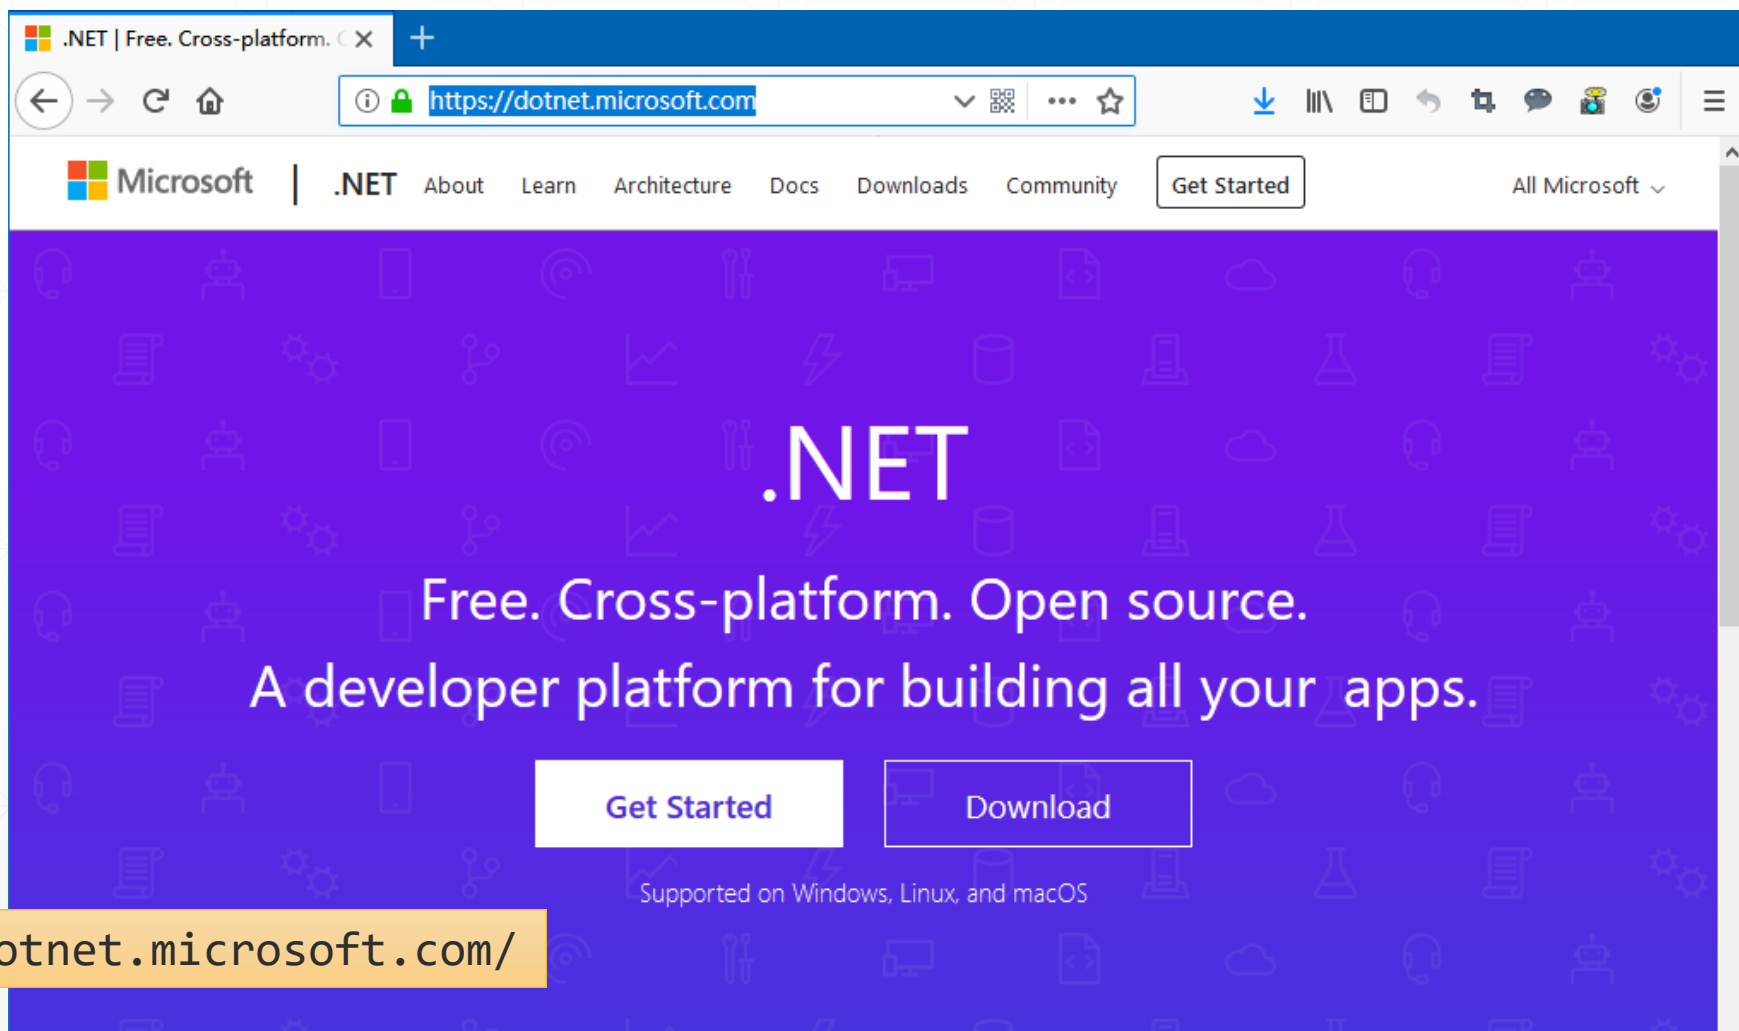 .NET | Free. Cross-platform.
https://dotnet.microsoft.com
Microsoft | .NET About Learn Architecture Docs Downloads Community Get Started All Microsoft
.NET
Free. Cross-platform. Open source.
A developer platform for building all your apps.
Get Started Download
Supported on Windows, Linux, and macOS
otnet.microsoft.com/